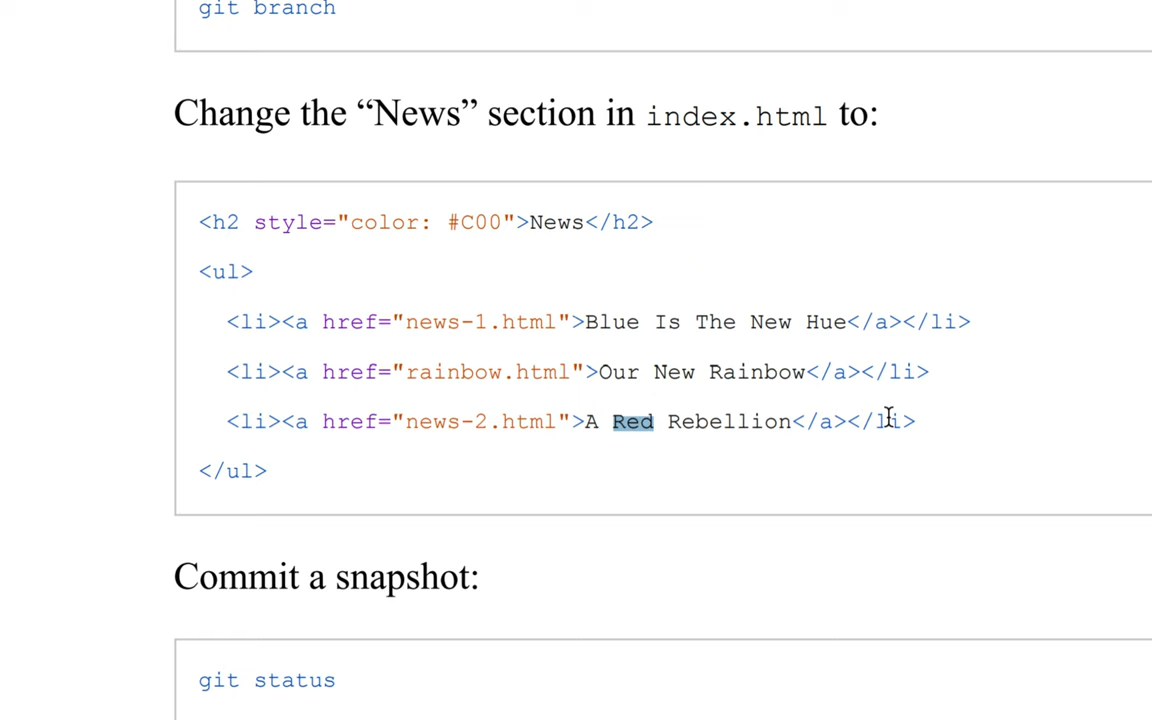 git branch
Change the “News” section in index.html to:
<h2 style="color: #C00">News</h2>
<ul>
<li><a href="news-1.html">Blue Is The New Hue</a></li>
<li><a href="rainbow.html">Our New Rainbow</a></li>
<li><a href="news-2.html">A Red Rebellion</a></li>
</ul>
Commit a snapshot:
git status